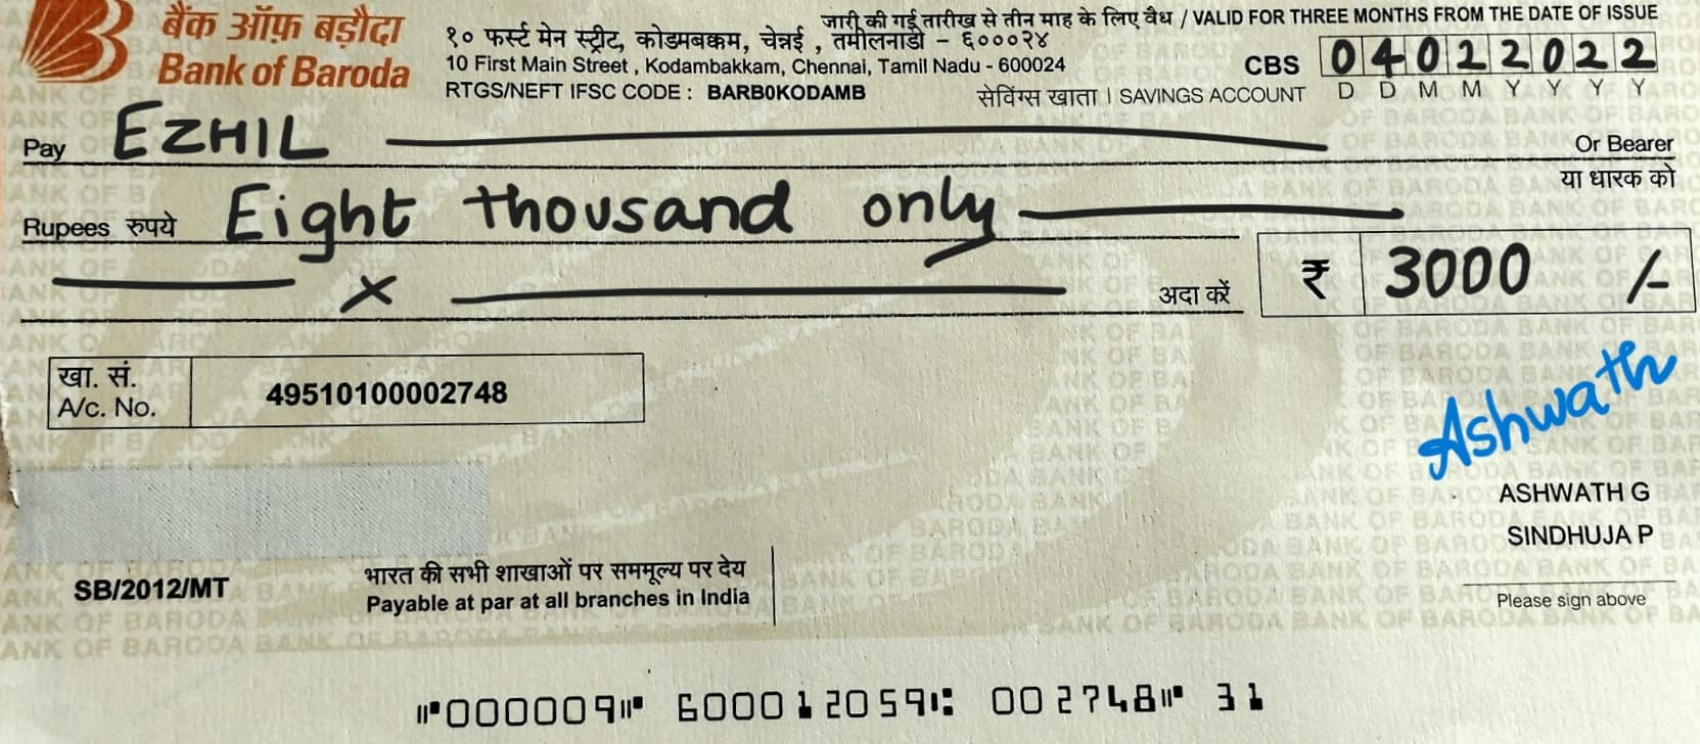 जारी की गई तारीख से तीन माह के लिए वैध / VALID FOR THREE MONTHS FROM THE DATE OF ISSUE
बैंक ऑफ़ बड़ौदा
Bank of Baroda
१० फर्स्ट मेन स्ट्रीट, कोडमबक्कम, चेन्नई , तमीलनाडी - ६०००२४
10 First Main Street , Kodambakkam, Chennai, Tamil Nadu - 600024
RTGS/NEFT IFSC CODE : BARB0KODAMB
CBS 04022022
सेविंग्स खाता । SAVINGS ACCOUNT D D M M Y Y Y Y
Pay EZHIL Or Bearer
या धारक को
Rupees रुपये Eight thousand only
x अदा करें ₹ 3000 /-
खा. सं.
A/c. No. 49510100002748
Ashwath
ASHWATH G
SINDHUJA P
Please sign above
SB/2012/MT
भारत की सभी शाखाओं पर सममूल्य पर देय
Payable at par at all branches in India
⑈000009⑈ 600012059⑆ 002748⑈ 31